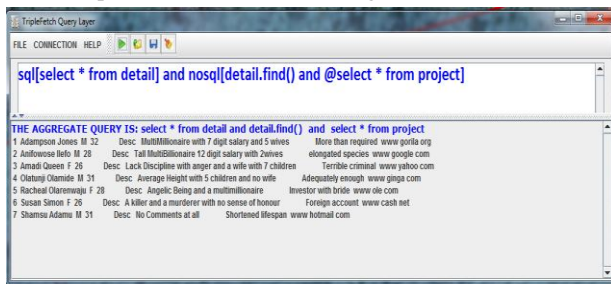 TripleFetch Query Layer
FILE CONNECTION HELP
sql[select * from detail] and nosql[detail.find() and @select * from project]
THE AGGREGATE QUERY IS: select * from detail and detail.find() and select * from project
1 Adampson Jones M 32 Desc MultiMillionaire with 7 digit salary and 5 wives More than required www gorila org
2 Anifowose Ilefo M 28 Desc Tall MultiBillionaire 12 digit salary with 2wives elongated species www google com
3 Amadi Queen F 26 Desc Lack Discipline with anger and a wife with 7 children Terrible criminal www yahoo com
4 Olatunji Olamide M 31 Desc Average Height with 5 children and no wife Adequately enough www ginga com
5 Racheal Olarenwaju F 28 Desc Angelic Being and a multimillionaire Investor with bride www ole com
6 Susan Simon F 26 Desc A killer and a murderer with no sense of honour Foreign account www cash net
7 Shamsu Adamu M 31 Desc No Comments at all Shortened lifespan www hotmail com